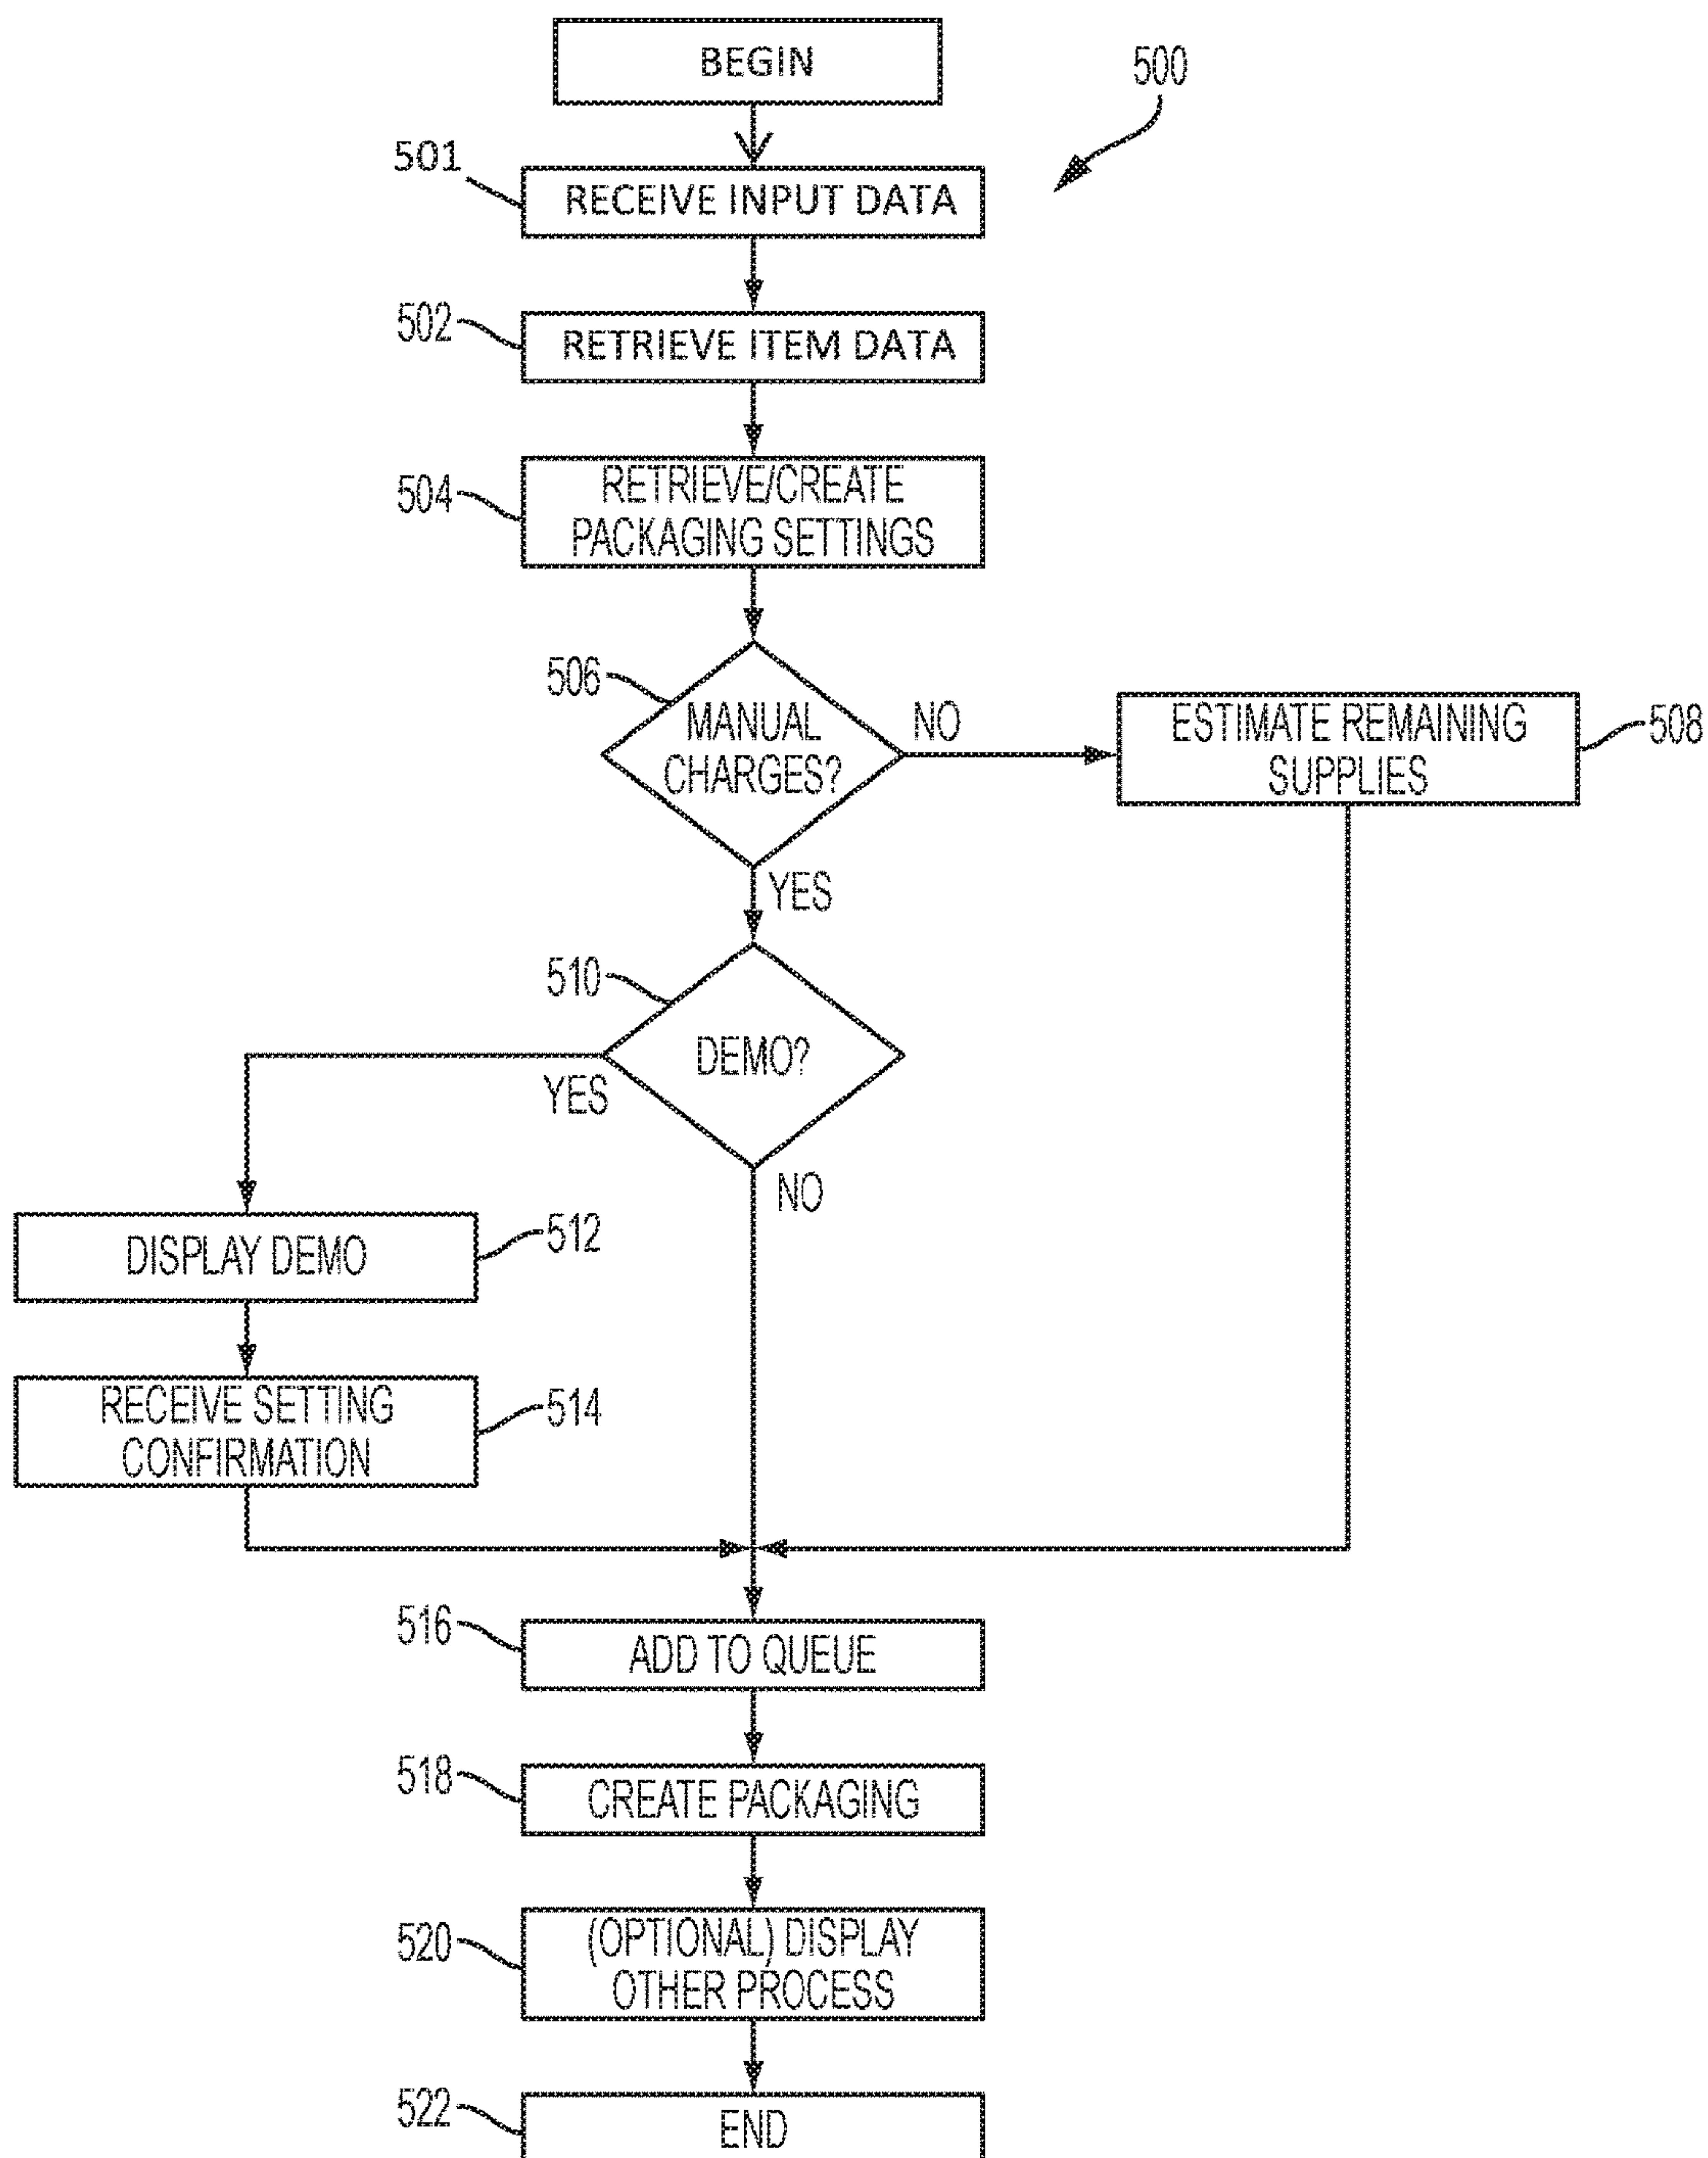 BEGIN
500
501
RECEIVE INPUT DATA
502
RETRIEVE ITEM DATA
504
RETRIEVE/CREATE
PACKAGING SETTINGS
506
MANUAL
CHARGES?
NO
ESTIMATE REMAINING
SUPPLIES
508
YES
510
DEMO?
YES
NO
DISPLAY DEMO
512
RECEIVE SETTING
CONFIRMATION
514
516
ADD TO QUEUE
518
CREATE PACKAGING
520
(OPTIONAL) DISPLAY
OTHER PROCESS
522
END